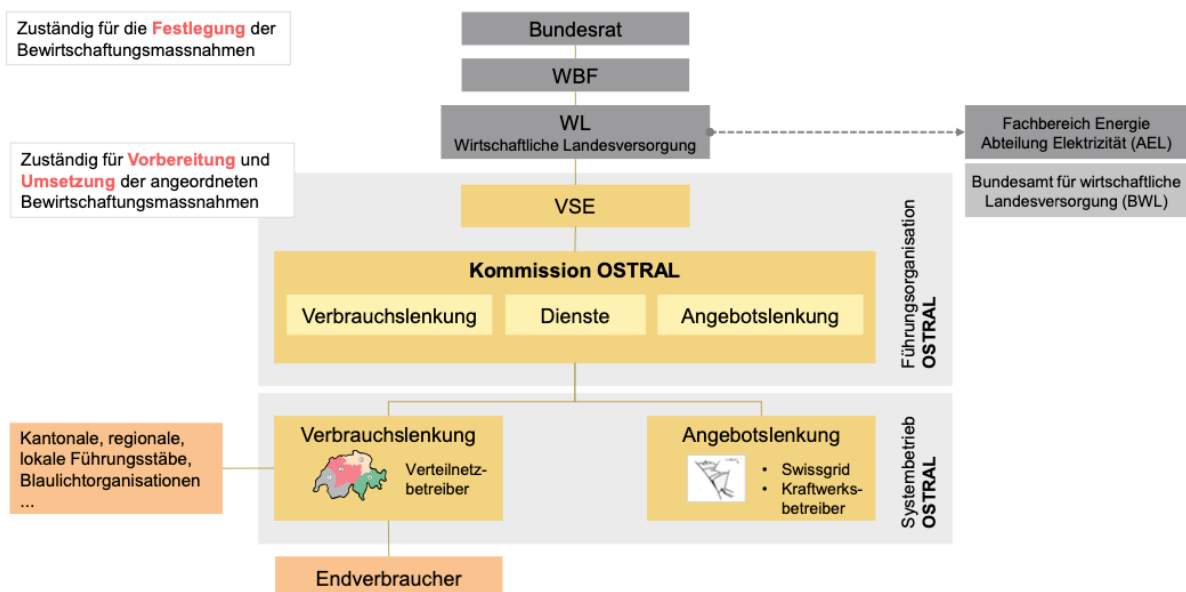 Zuständig für die Festlegung der
Bewirtschaftungsmassnahmen
Bundesrat
WBF
WL
Wirtschaftliche Landesversorgung
Fachbereich Energie
Abteilung Elektrizität (AEL)
Bundesamt für wirtschaftliche
Landesversorgung (BWL)
Zuständig für Vorbereitung und
Umsetzung der angeordneten
Bewirtschaftungsmassnahmen
VSE
Kommission OSTRAL
Verbrauchslenkung
Dienste
Angebotslenkung
Führungsorganisation
OSTRAL
Kantonale, regionale,
lokale Führungsstäbe,
Blaulichtorganisationen
...
Verbrauchslenkung
Verteilnetz-
betreiber
Angebotslenkung
• Swissgrid
• Kraftwerks-
betreiber
Systembetrieb
OSTRAL
Endverbraucher